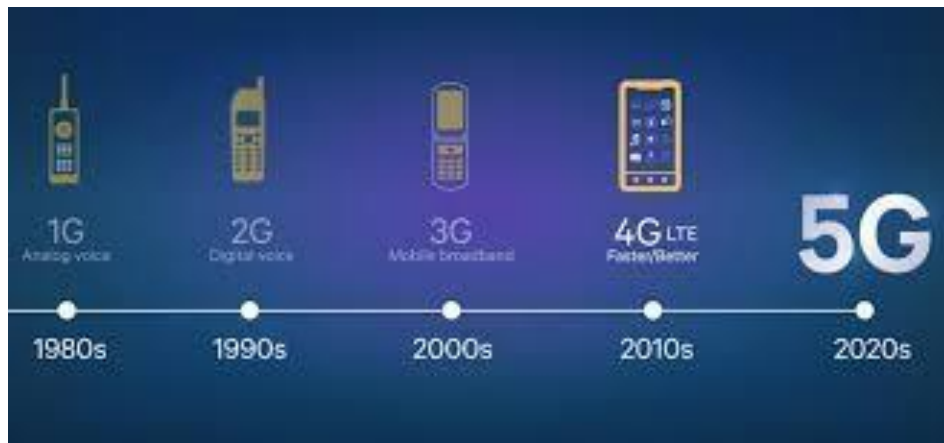 1G
Analog voice
2G
Digital voice
3G
Mobile broadband
4G LTE
Faster/Better
5G
1980s
1990s
2000s
2010s
2020s